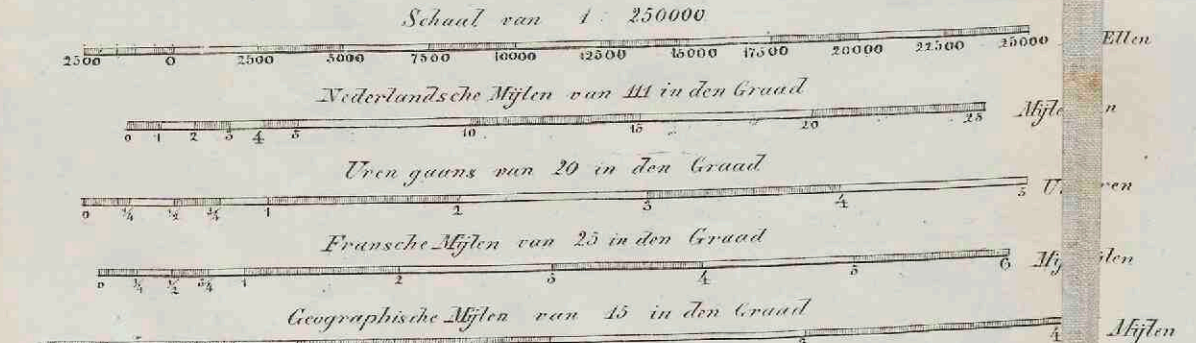 Schaal van 1 : 250000
2500 0 2500 5000 7500 10000 12500 15000 17500 20000 22500 25000 Ellen
Nederlandsche Mijlen van 111 in den Graad
0 1 2 3 4 5 10 15 20 25 Mijlen
Uren gaans van 20 in den Graad
0 1/4 1/2 3/4 1 2 3 4 5 Uren
Fransche Mijlen van 25 in den Graad
0 1/4 1/2 3/4 1 2 3 4 5 6 Mijlen
Geographische Mijlen van 15 in den Graad
3 4 Mijlen